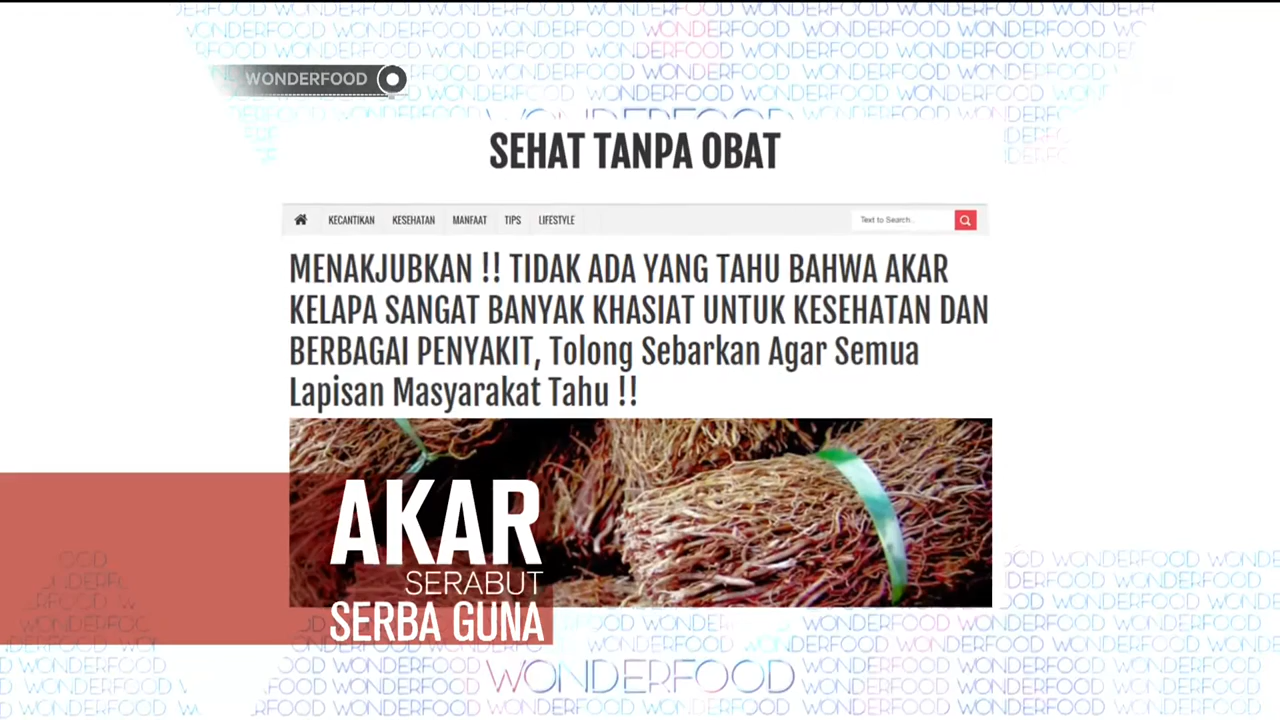 WONDERFOOD
SEHAT TANPA OBAT
KECANTIKAN KESEHATAN MANFAAT TIPS LIFESTYLE Text to Search..
MENAKJUBKAN !! TIDAK ADA YANG TAHU BAHWA AKAR
KELAPA SANGAT BANYAK KHASIAT UNTUK KESEHATAN DAN
BERBAGAI PENYAKIT, Tolong Sebarkan Agar Semua
Lapisan Masyarakat Tahu !!
AKAR
SERABUT
SERBA GUNA
WONDERFOOD